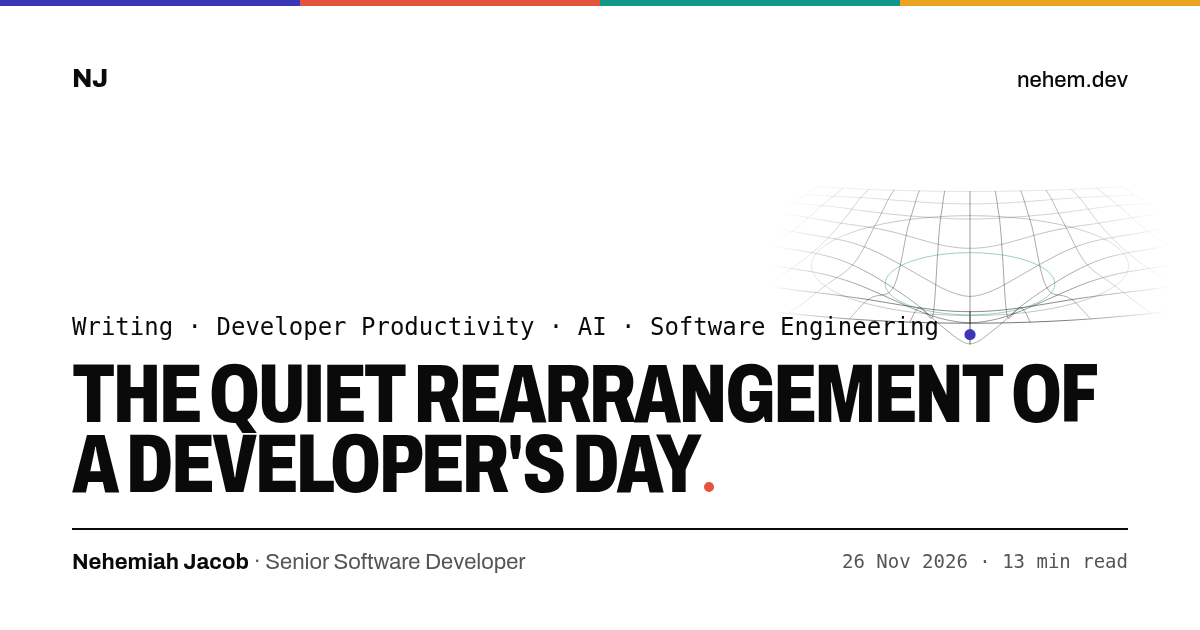 NJ
nehem.dev
Writing · Developer Productivity · AI · Software Engineering
THE QUIET REARRANGEMENT OF
A DEVELOPER'S DAY.
Nehemiah Jacob · Senior Software Developer
26 Nov 2026 · 13 min read